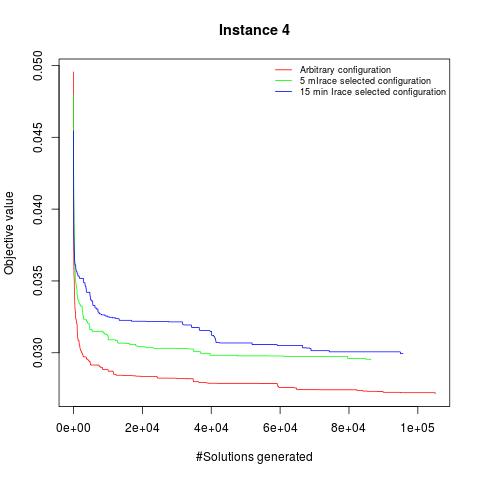 Instance 4
Arbitrary configuration
5 mIrace selected configuration
15 min Irace selected configuration
Objective value
0.050
0.045
0.040
0.035
0.030
0e+00 2e+04 4e+04 6e+04 8e+04 1e+05
#Solutions generated